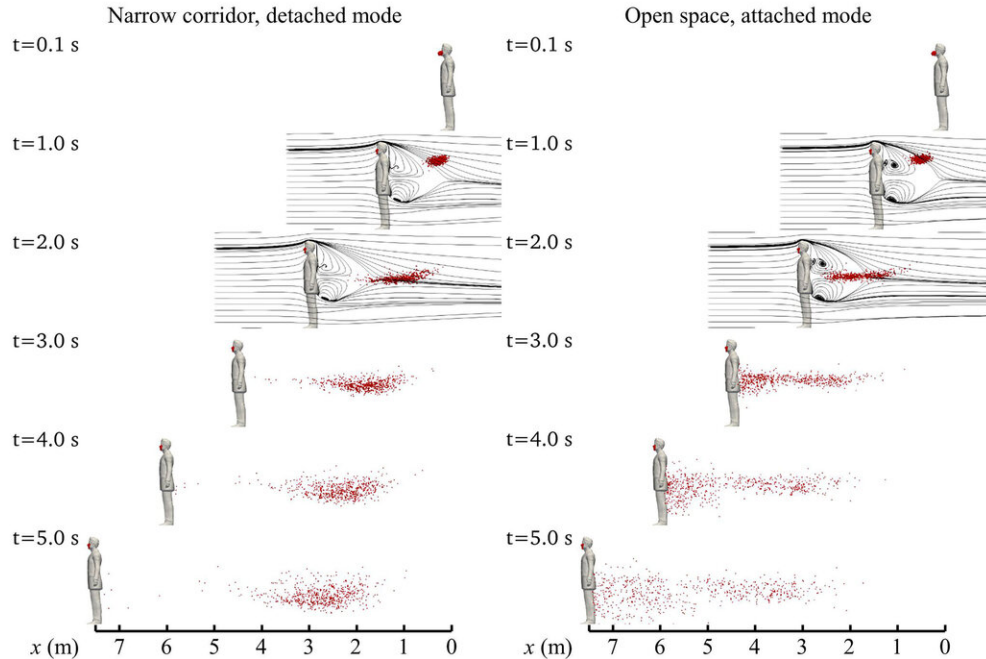 Narrow corridor, detached mode
Open space, attached mode
t=0.1 s
t=0.1 s
t=1.0 s
t=1.0 s
t=2.0 s
t=2.0 s
t=3.0 s
t=3.0 s
t=4.0 s
t=4.0 s
t=5.0 s
t=5.0 s
x (m) 7 6 5 4 3 2 1 0
x (m) 7 6 5 4 3 2 1 0